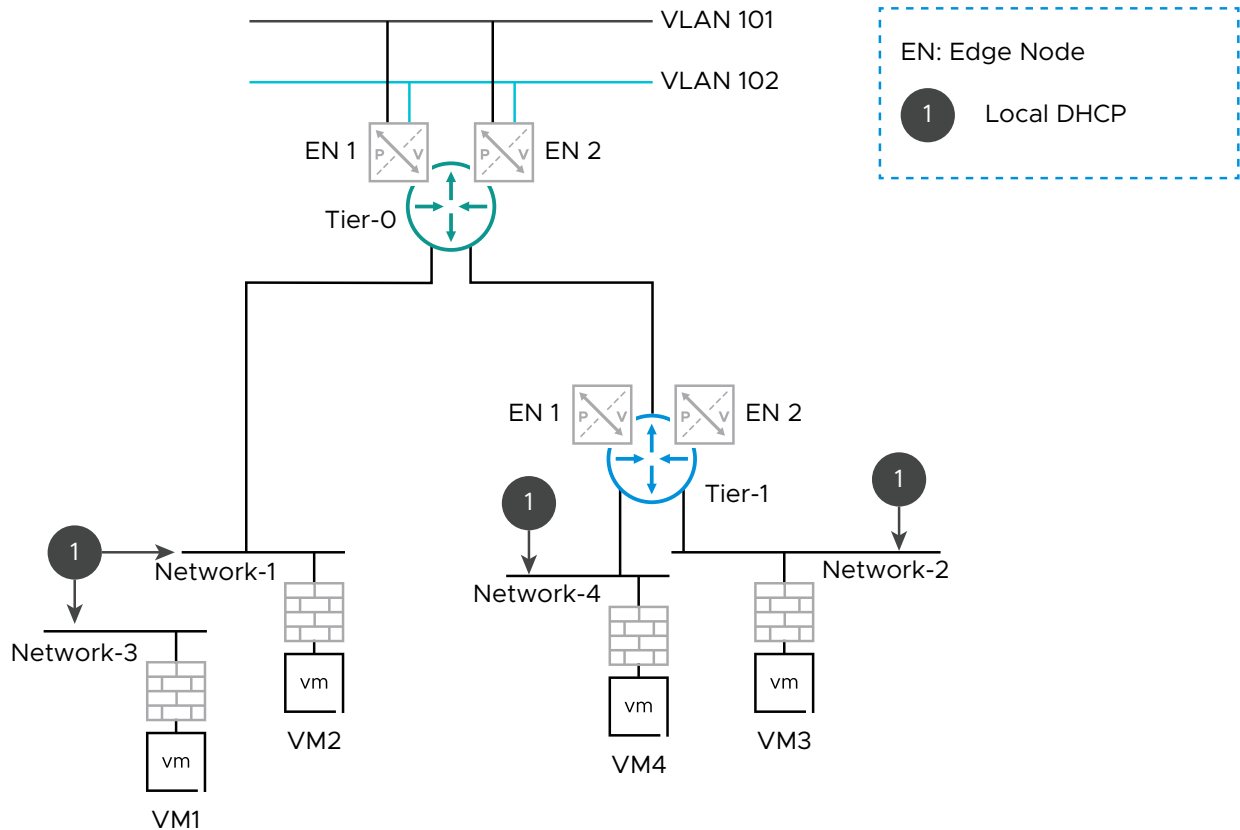 VLAN 101
VLAN 102
EN: Edge Node
1 Local DHCP
EN 1
P V
P V
EN 2
Tier-0
EN 1
P V
P V
EN 2
Tier-1
1
1
1
Network-1
Network-2
Network-4
Network-3
vm
vm
vm
vm
VM2
VM3
VM4
VM1